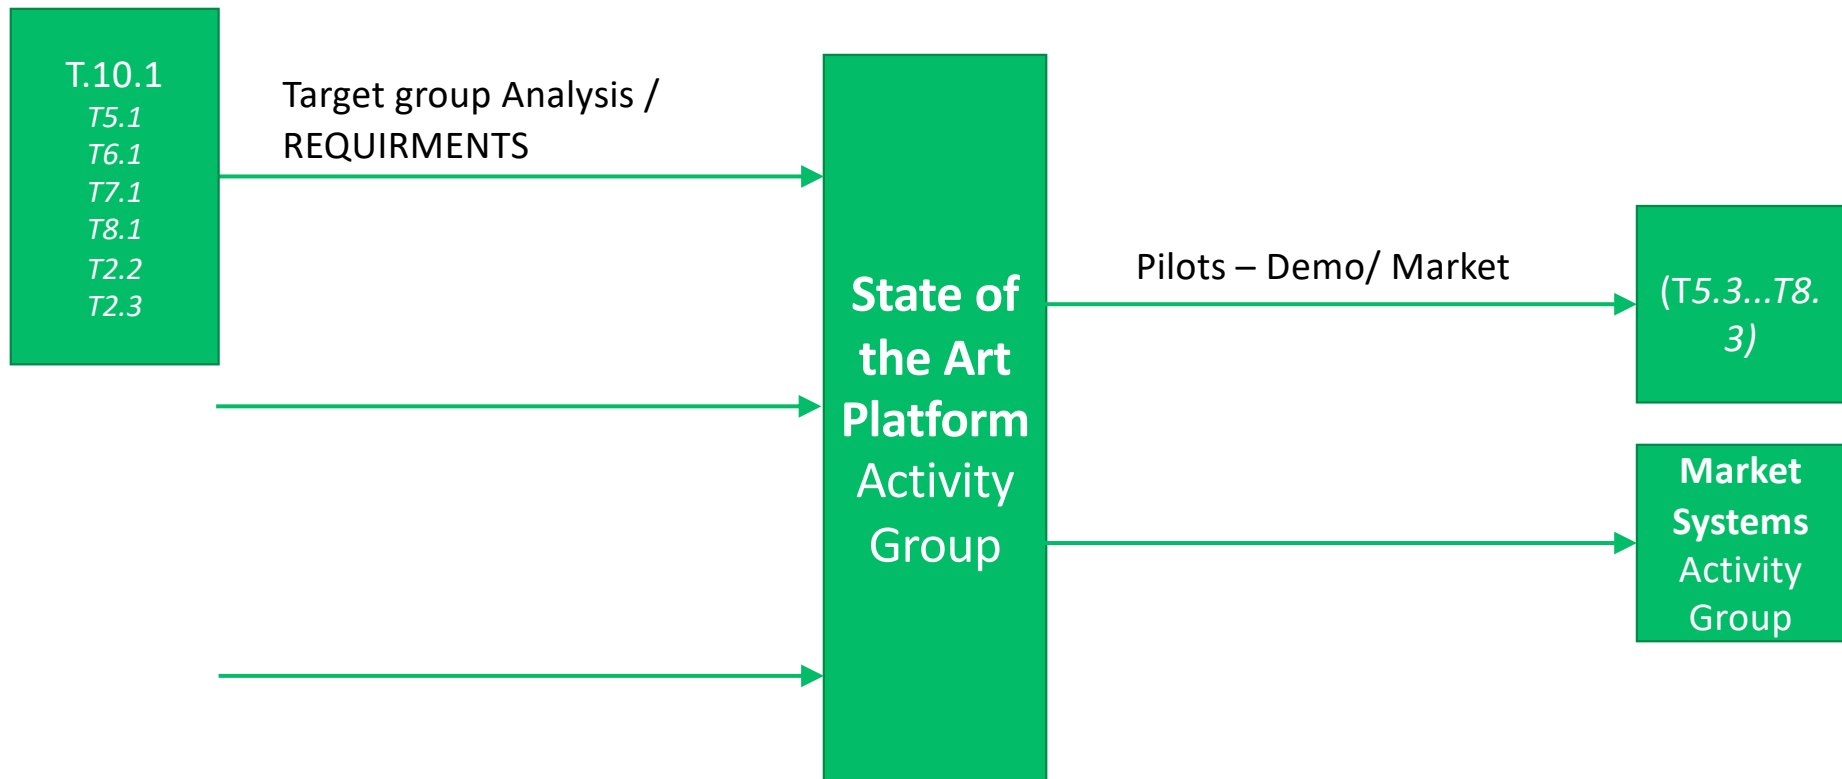 T.10.1
T5.1
T6.1
T7.1
T8.1
T2.2
T2.3
Target group Analysis /
REQUIRMENTS
State of
the Art
Platform
Activity
Group
Pilots – Demo/ Market
(T5.3...T8.
3)
Market
Systems
Activity
Group